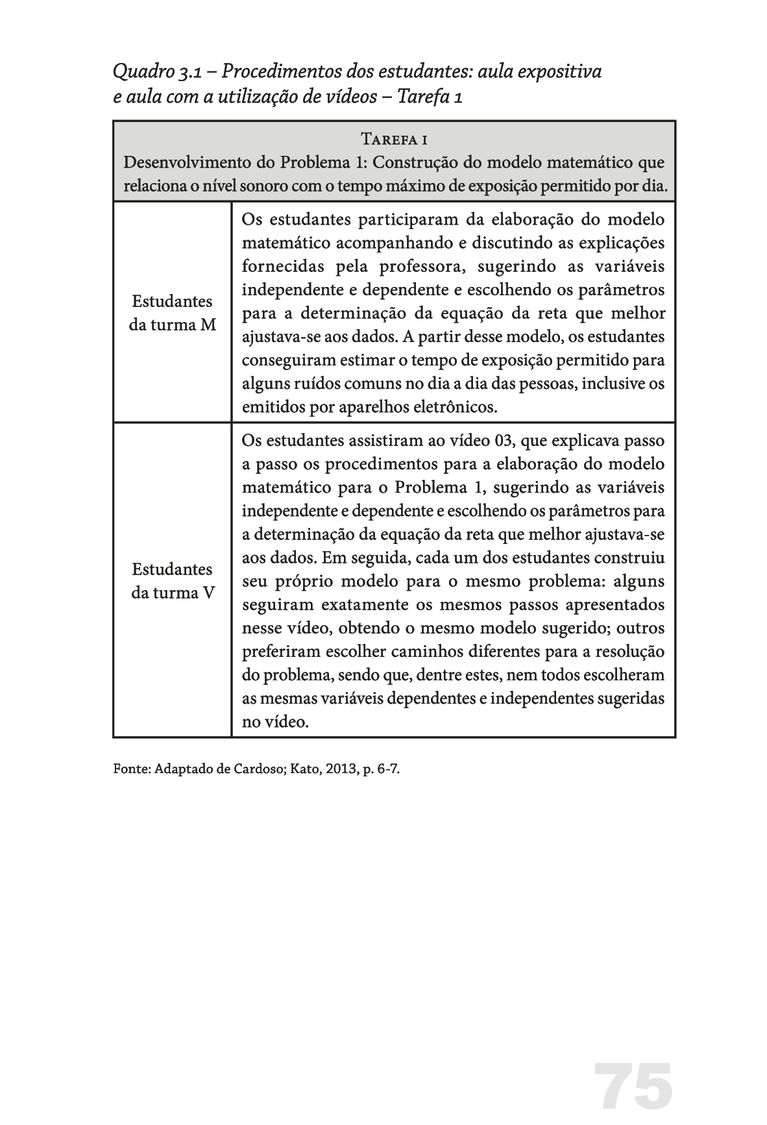 Quadro 3.1 – Procedimentos dos estudantes: aula expositiva
e aula com a utilização de vídeos – Tarefa 1
Tarefa 1
Desenvolvimento do Problema 1: Construção do modelo matemático que
relaciona o nível sonoro com o tempo máximo de exposição permitido por dia.
Estudantes
da turma M
Os estudantes participaram da elaboração do modelo
matemático acompanhando e discutindo as explicações
fornecidas pela professora, sugerindo as variáveis
independente e dependente e escolhendo os parâmetros
para a determinação da equação da reta que melhor
ajustava-se aos dados. A partir desse modelo, os estudantes
conseguiram estimar o tempo de exposição permitido para
alguns ruídos comuns no dia a dia das pessoas, inclusive os
emitidos por aparelhos eletrônicos.
Estudantes
da turma V
Os estudantes assistiram ao vídeo 03, que explicava passo
a passo os procedimentos para a elaboração do modelo
matemático para o Problema 1, sugerindo as variáveis
independente e dependente e escolhendo os parâmetros para
a determinação da equação da reta que melhor ajustava-se
aos dados. Em seguida, cada um dos estudantes construiu
seu próprio modelo para o mesmo problema: alguns
seguiram exatamente os mesmos passos apresentados
nesse vídeo, obtendo o mesmo modelo sugerido; outros
preferiram escolher caminhos diferentes para a resolução
do problema, sendo que, dentre estes, nem todos escolheram
as mesmas variáveis dependentes e independentes sugeridas
no vídeo.
Fonte: Adaptado de Cardoso; Kato, 2013, p. 6-7.
75